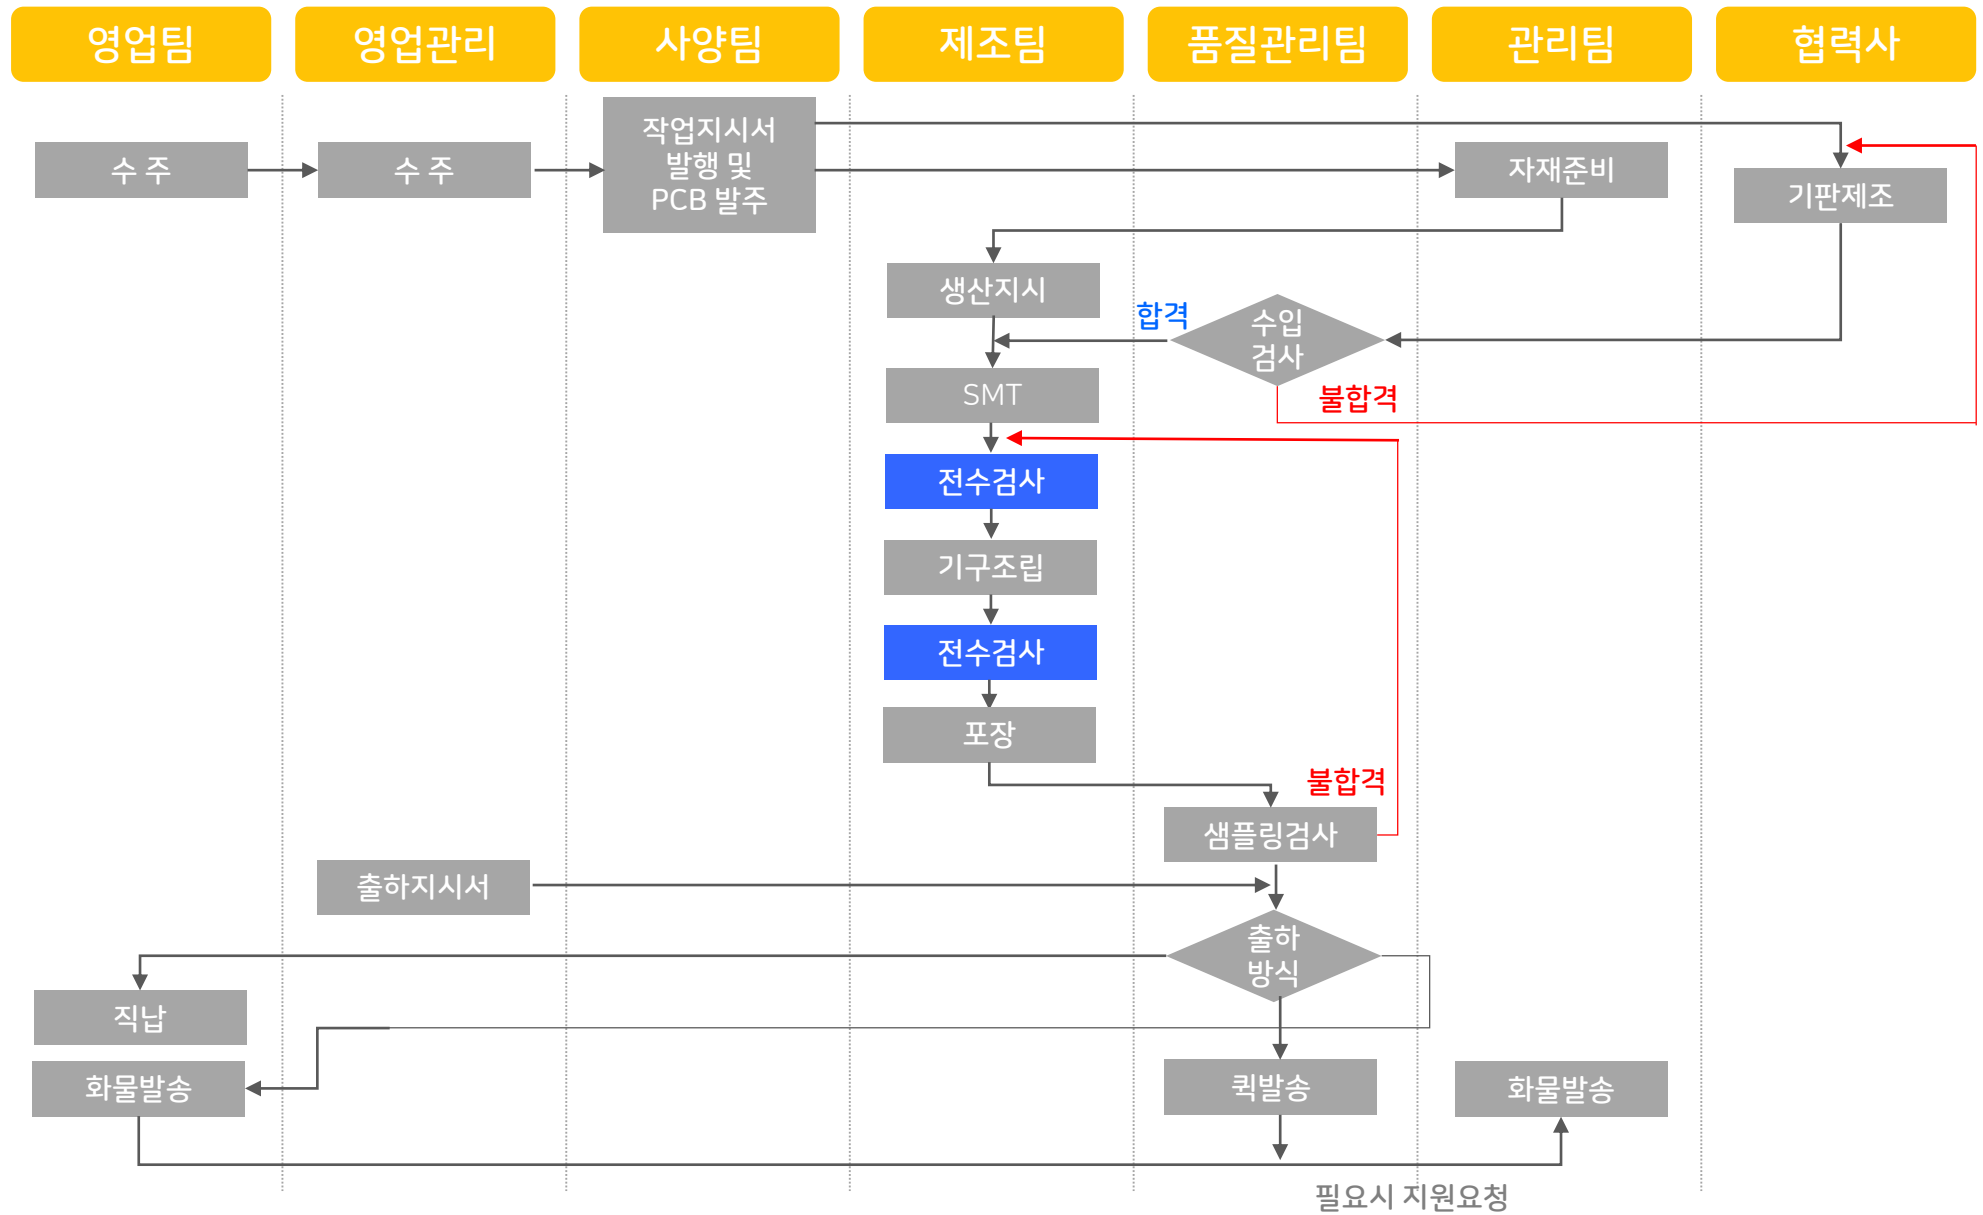 영업팀
영업관리
사양팀
제조팀
품질관리팀
관리팀
협력사
수 주
수 주
작업지시서
발행 및
PCB 발주
자재준비
기판제조
생산지시
합격
수입
검사
불합격
SMT
전수검사
기구조립
전수검사
포장
불합격
샘플링검사
출하지시서
출하
방식
직납
화물발송
퀵발송
화물발송
필요시 지원요청